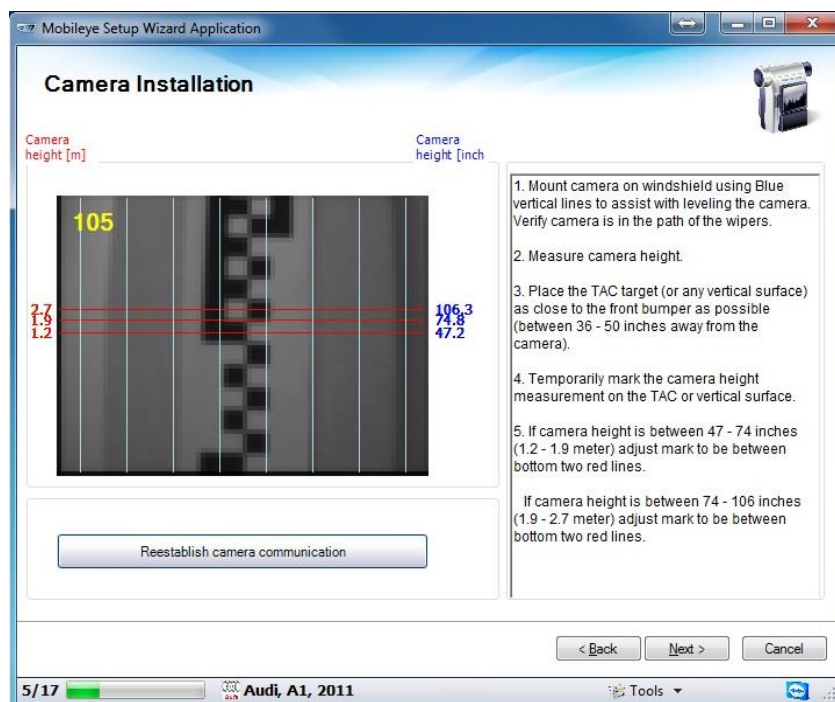 Mobileye Setup Wizard Application
Camera Installation
Camera
height [m]
Camera
height [inch
105
2.7
1.9
1.2
106.3
74.8
47.2
1. Mount camera on windshield using Blue
vertical lines to assist with leveling the camera.
Verify camera is in the path of the wipers.
2. Measure camera height.
3. Place the TAC target (or any vertical surface)
as close to the front bumper as possible
(between 36 - 50 inches away from the
camera).
4. Temporarily mark the camera height
measurement on the TAC or vertical surface.
5. If camera height is between 47 - 74 inches
(1.2 - 1.9 meter) adjust mark to be between
bottom two red lines.
If camera height is between 74 - 106 inches
(1.9 - 2.7 meter) adjust mark to be between
bottom two red lines.
Reestablish camera communication
< Back
Next >
Cancel
5/17
Audi, A1, 2011
Tools